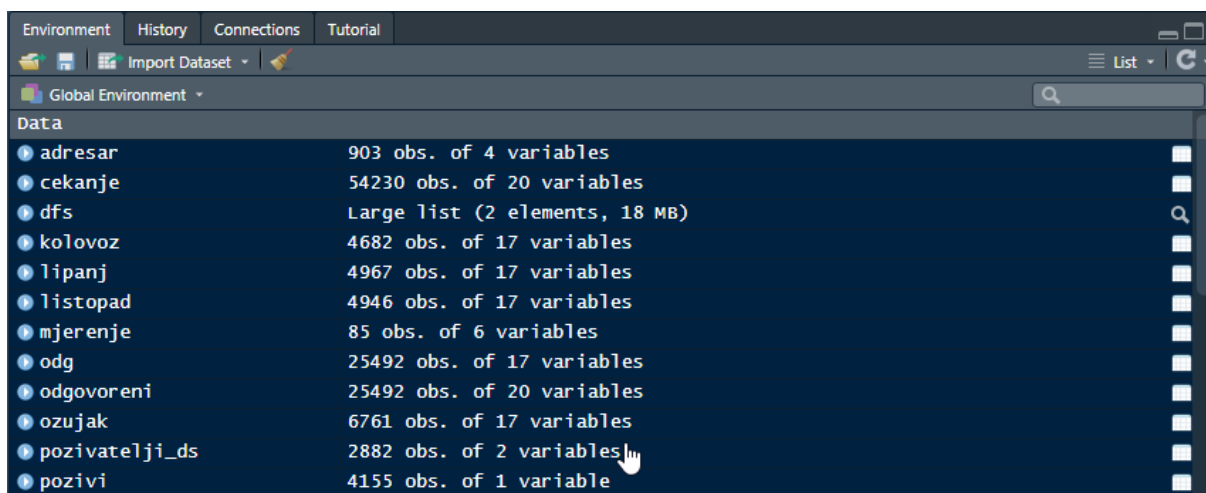 Environment History Connections Tutorial
Import Dataset List
Global Environment
Data
adresar 903 obs. of 4 variables
cekanje 54230 obs. of 20 variables
dfs Large list (2 elements, 18 MB)
kolovoz 4682 obs. of 17 variables
lipanj 4967 obs. of 17 variables
listopad 4946 obs. of 17 variables
mjerenje 85 obs. of 6 variables
odg 25492 obs. of 17 variables
odgovoreni 25492 obs. of 20 variables
ozujak 6761 obs. of 17 variables
pozivatelji_ds 2882 obs. of 2 variables
pozivi 4155 obs. of 1 variable